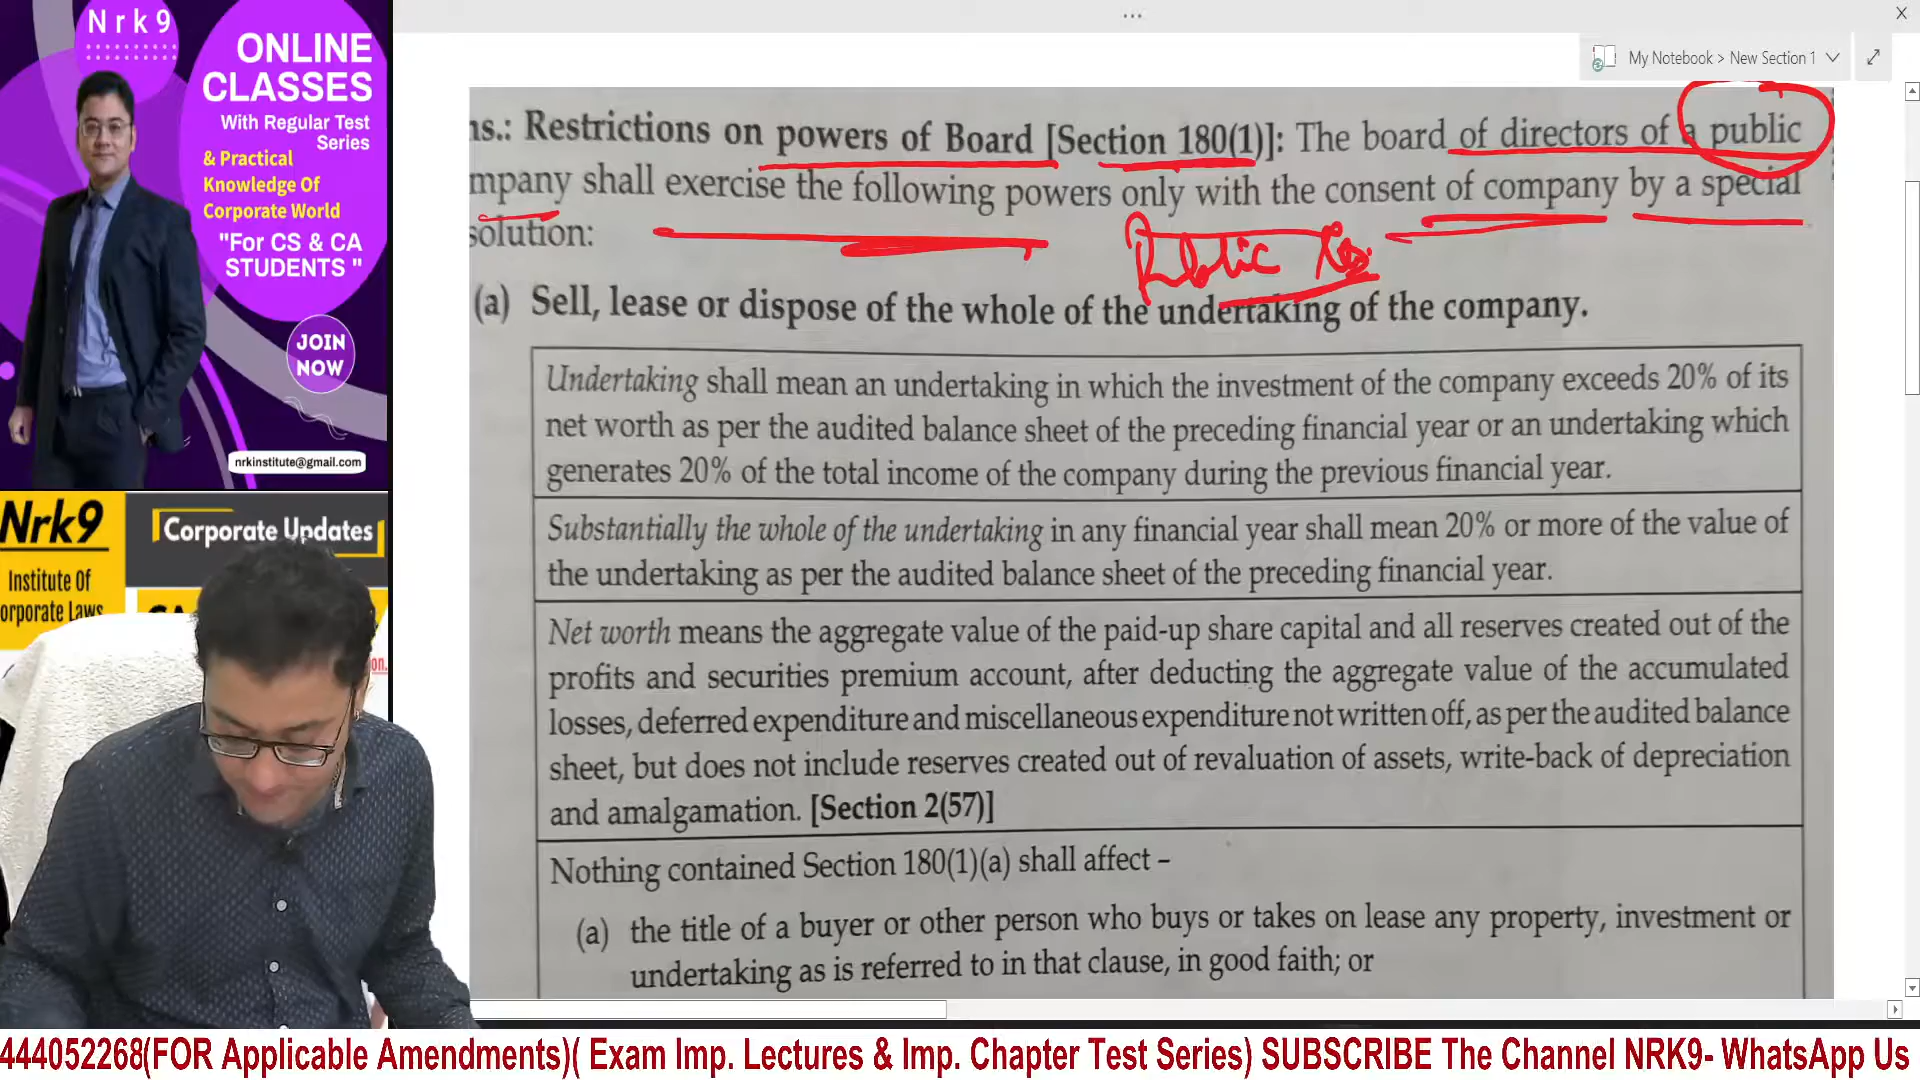 Nrk9
ONLINE
CLASSES
With Regular Test
Series
& Practical
Knowledge Of
Corporate World
"For CS & CA
STUDENTS "
JOIN
NOW
nrkinstitute@gmail.com
Nrk9
Institute Of
orporate Laws
Corporate Updates
My Notebook > New Section 1
ns.: Restrictions on powers of Board [Section 180(1)]: The board of directors of a public
mpany shall exercise the following powers only with the consent of company by a special
solution:
Public
(a) Sell, lease or dispose of the whole of the undertaking of the company.
Undertaking shall mean an undertaking in which the investment of the company exceeds 20% of its
net worth as per the audited balance sheet of the preceding financial year or an undertaking which
generates 20% of the total income of the company during the previous financial year.
Substantially the whole of the undertaking in any financial year shall mean 20% or more of the value of
the undertaking as per the audited balance sheet of the preceding financial year.
Net worth means the aggregate value of the paid-up share capital and all reserves created out of the
profits and securities premium account, after deducting the aggregate value of the accumulated
losses, deferred expenditure and miscellaneous expenditure not written off, as per the audited balance
sheet, but does not include reserves created out of revaluation of assets, write-back of depreciation
and amalgamation. [Section 2(57)]
Nothing contained Section 180(1)(a) shall affect –
(a) the title of a buyer or other person who buys or takes on lease any property, investment or
undertaking as is referred to in that clause, in good faith; or
444052268(FOR Applicable Amendments)( Exam Imp. Lectures & Imp. Chapter Test Series) SUBSCRIBE The Channel NRK9- WhatsApp Us